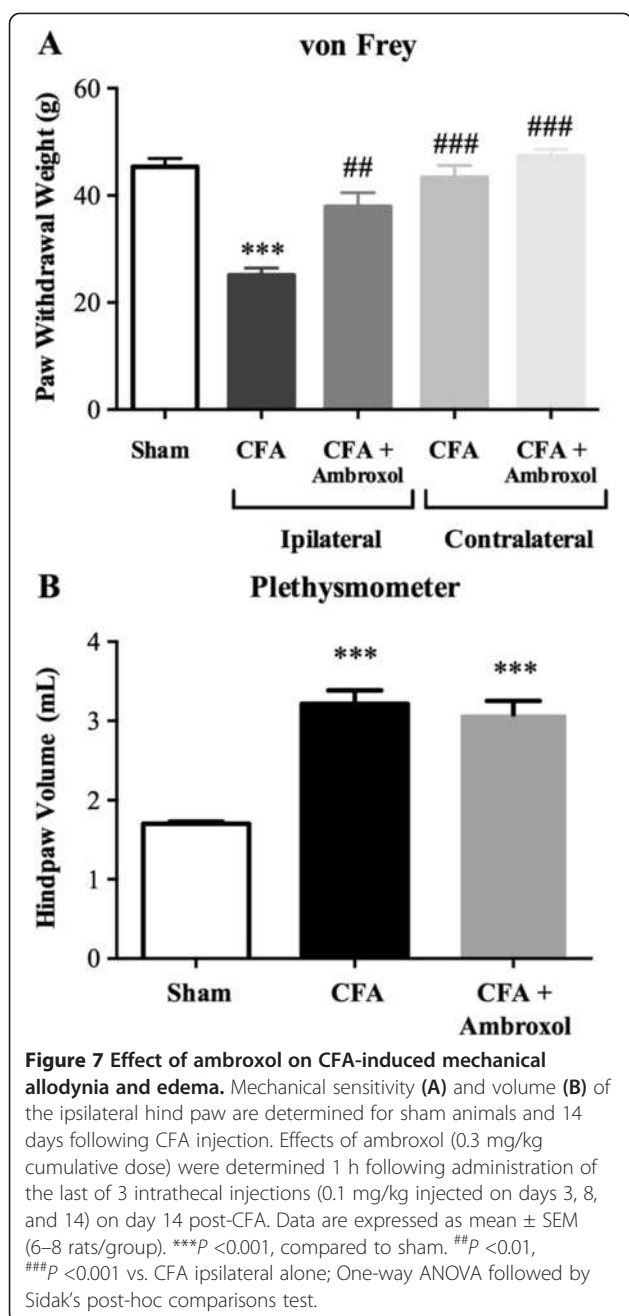 A von Frey
Paw Withdrawal Weight (g)
60
40
20
0
***
##
###
###
Sham CFA CFA + CFA CFA +
Ambroxol Ambroxol
Ipilateral Contralateral
B Plethysmometer
Hindpaw Volume (mL)
4
3
2
1
0
*** ***
Sham CFA CFA +
Ambroxol
Figure 7 Effect of ambroxol on CFA-induced mechanical
allodynia and edema. Mechanical sensitivity (A) and volume (B) of
the ipsilateral hind paw are determined for sham animals and 14
days following CFA injection. Effects of ambroxol (0.3 mg/kg
cumulative dose) were determined 1 h following administration of
the last of 3 intrathecal injections (0.1 mg/kg injected on days 3, 8,
and 14) on day 14 post-CFA. Data are expressed as mean ± SEM
(6–8 rats/group). ***P <0.001, compared to sham. ##P <0.01,
###P <0.001 vs. CFA ipsilateral alone; One-way ANOVA followed by
Sidak's post-hoc comparisons test.